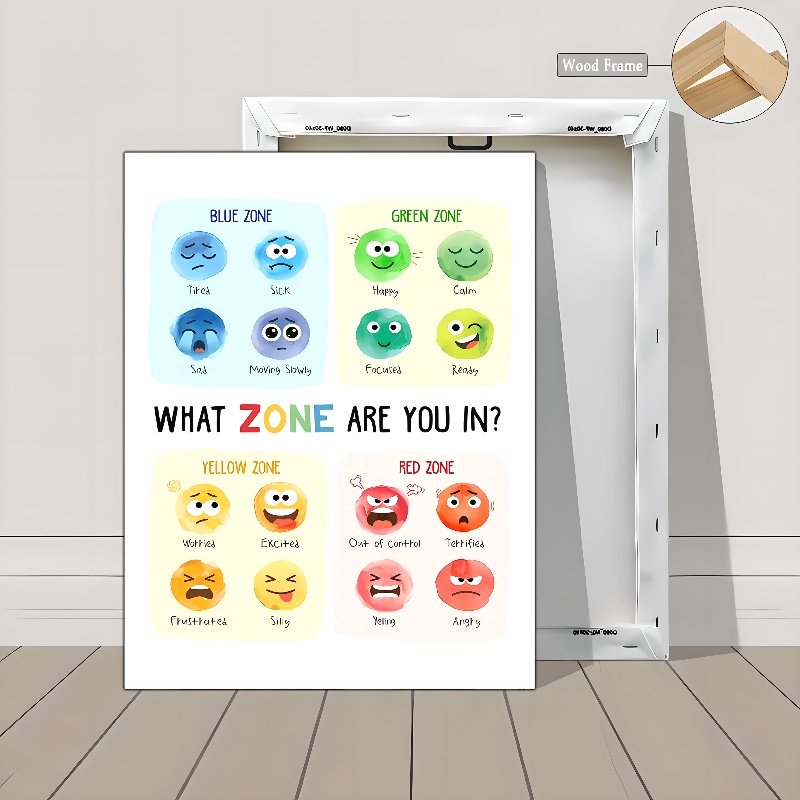 Wood Frame
BLUE ZONE
Tired
Sick
Sad
Moving Slowly
GREEN ZONE
Happy
Calm
Focused
Ready
WHAT ZONE ARE YOU IN?
YELLOW ZONE
Worried
Excited
Frustrated
Silly
RED ZONE
Out of Control
Terrified
Yelling
Angry